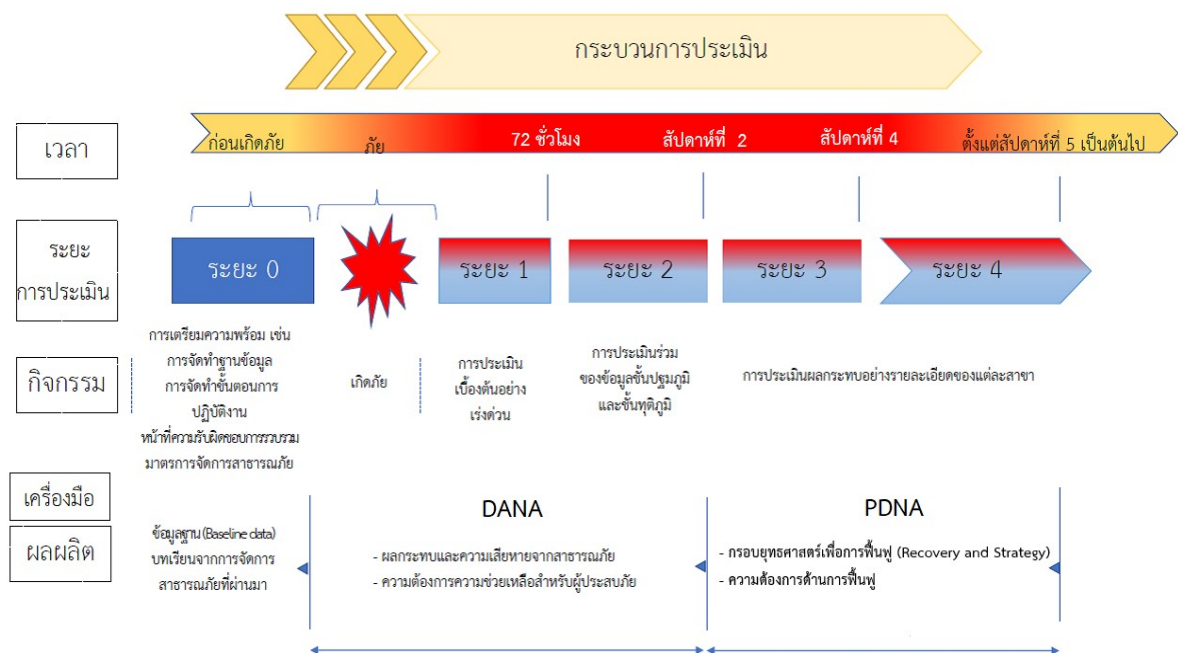 กระบวนการประเมิน
เวลา
ก่อนเกิดภัย
ภัย
72 ชั่วโมง
สัปดาห์ที่ 2
สัปดาห์ที่ 4
ตั้งแต่สัปดาห์ที่ 5 เป็นต้นไป
ระยะ
การประเมิน
ระยะ 0
ระยะ 1
ระยะ 2
ระยะ 3
ระยะ 4
กิจกรรม
การเตรียมความพร้อม เช่น
การจัดทำฐานข้อมูล
การจัดทำขั้นตอนการ
ปฏิบัติงาน
หน้าที่ความรับผิดชอบการรวบรวม
มาตรการจัดการสาธารณภัย
เกิดภัย
การประเมิน
เบื้องต้นอย่าง
เร่งด่วน
การประเมินร่วม
ของข้อมูลขั้นปฐมภูมิ
และขั้นทุติภูมิ
การประเมินผลกระทบอย่างรายละเอียดของแต่ละสาขา
เครื่องมือ
DANA
PDNA
ผลผลิต
ข้อมูลฐาน (Baseline data)
บทเรียนจากการจัดการ
สาธารณภัยที่ผ่านมา
- ผลกระทบและความเสียหายจากสาธารณภัย
- ความต้องการความช่วยเหลือสำหรับผู้ประสบภัย
- กรอบยุทธศาสตร์เพื่อการฟื้นฟู (Recovery and Strategy)
- ความต้องการด้านการฟื้นฟู